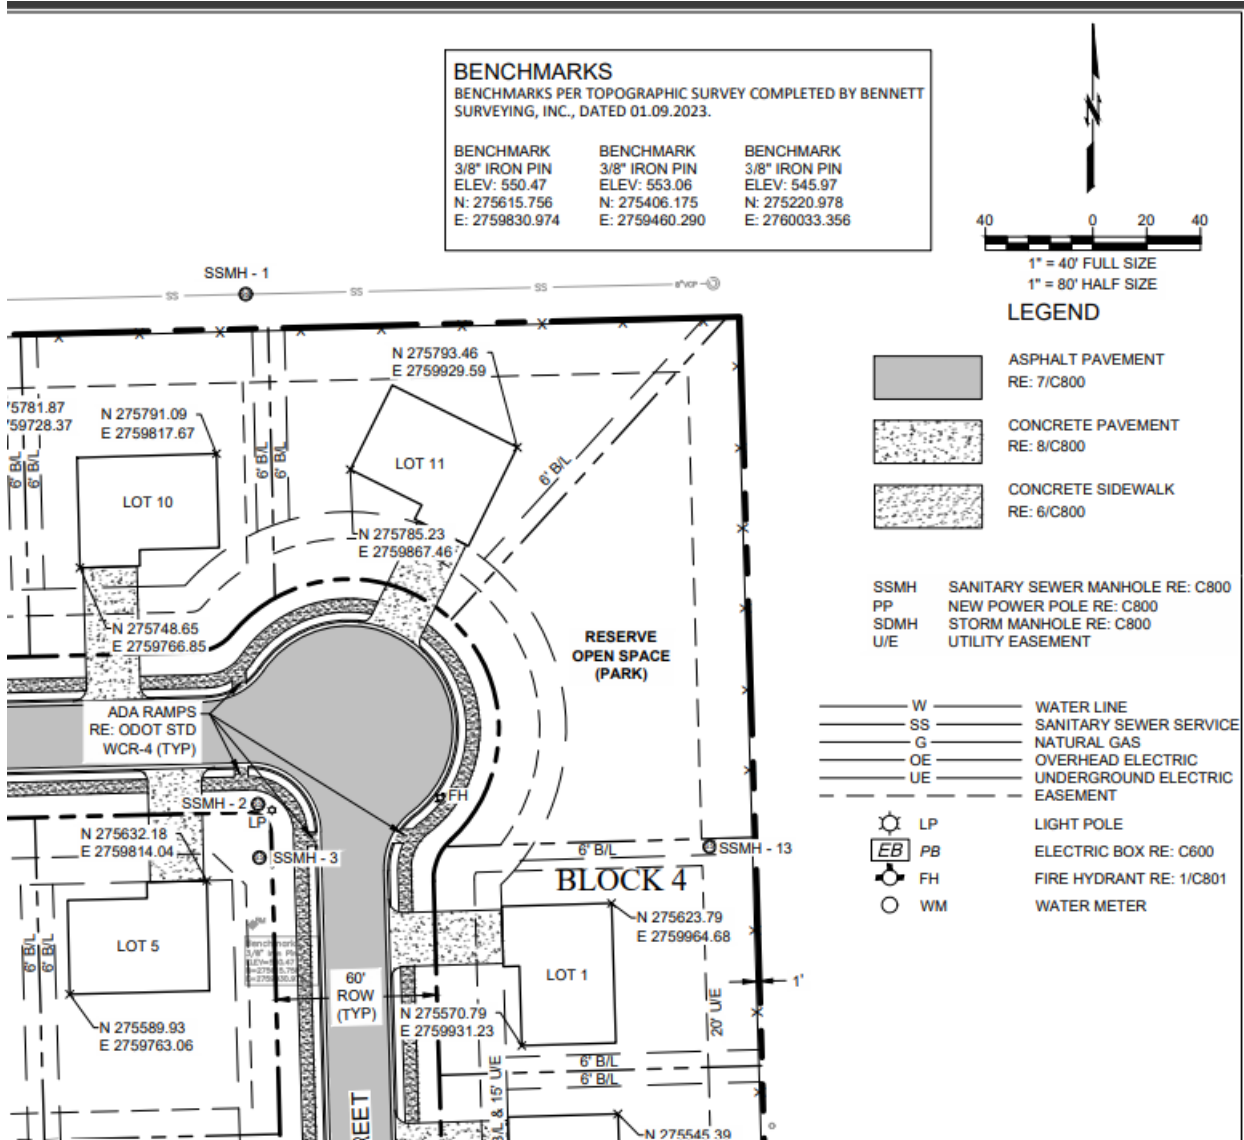 BENCHMARKS
BENCHMARKS PER TOPOGRAPHIC SURVEY COMPLETED BY BENNETT
SURVEYING, INC., DATED 01.09.2023.
BENCHMARK
3/8" IRON PIN
ELEV: 550.47
N: 275615.756
E: 2759830.974
BENCHMARK
3/8" IRON PIN
ELEV: 553.06
N: 275406.175
E: 2759460.290
BENCHMARK
3/8" IRON PIN
ELEV: 545.97
N: 275220.978
E: 2760033.356
N
40 0 20 40
1" = 40' FULL SIZE
1" = 80' HALF SIZE
LEGEND
ASPHALT PAVEMENT
RE: 7/C800
CONCRETE PAVEMENT
RE: 8/C800
CONCRETE SIDEWALK
RE: 6/C800
SSMH SANITARY SEWER MANHOLE RE: C800
PP NEW POWER POLE RE: C800
SDMH STORM MANHOLE RE: C800
U/E UTILITY EASEMENT
W WATER LINE
SS SANITARY SEWER SERVICE
G NATURAL GAS
OE OVERHEAD ELECTRIC
UE UNDERGROUND ELECTRIC
EASEMENT
LP LIGHT POLE
EB PB ELECTRIC BOX RE: C600
FH FIRE HYDRANT RE: 1/C801
WM WATER METER
SSMH - 1
SS SS SS 8"VCP
N 275793.46
E 2759929.59
75781.87
59728.37
N 275791.09
E 2759817.67
6' B/L
6' B/L
6' B/L
6' B/L
6' B/L
LOT 11
LOT 10
N 275785.23
E 2759867.46
N 275748.65
E 2759766.85
RESERVE
OPEN SPACE
(PARK)
ADA RAMPS
RE: ODOT STD
WCR-4 (TYP)
SSMH - 2
LP
FH
N 275632.18
E 2759814.04
SSMH - 3
6' B/L
SSMH - 13
BLOCK 4
N 275623.79
E 2759964.68
6' B/L
6' B/L
LOT 5
BM
Benchmark
60'
ROW
(TYP)
LOT 1
1'
N 275570.79
E 2759931.23
20' U/E
N 275589.93
E 2759763.06
6' B/L
6' B/L
B/L & 15' U/E
REET
N 275545.39